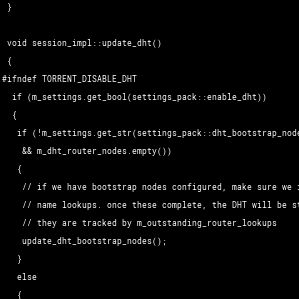 }
void session_impl::update_dht()
{
#ifndef TORRENT_DISABLE_DHT
if (m_settings.get_bool(settings_pack::enable_dht))
{
if (!m_settings.get_str(settings_pack::dht_bootstrap_node
&& m_dht_router_nodes.empty())
{
// if we have bootstrap nodes configured, make sure we
// name lookups. once these complete, the DHT will be st
// they are tracked by m_outstanding_router_lookups
update_dht_bootstrap_nodes();
}
else
{